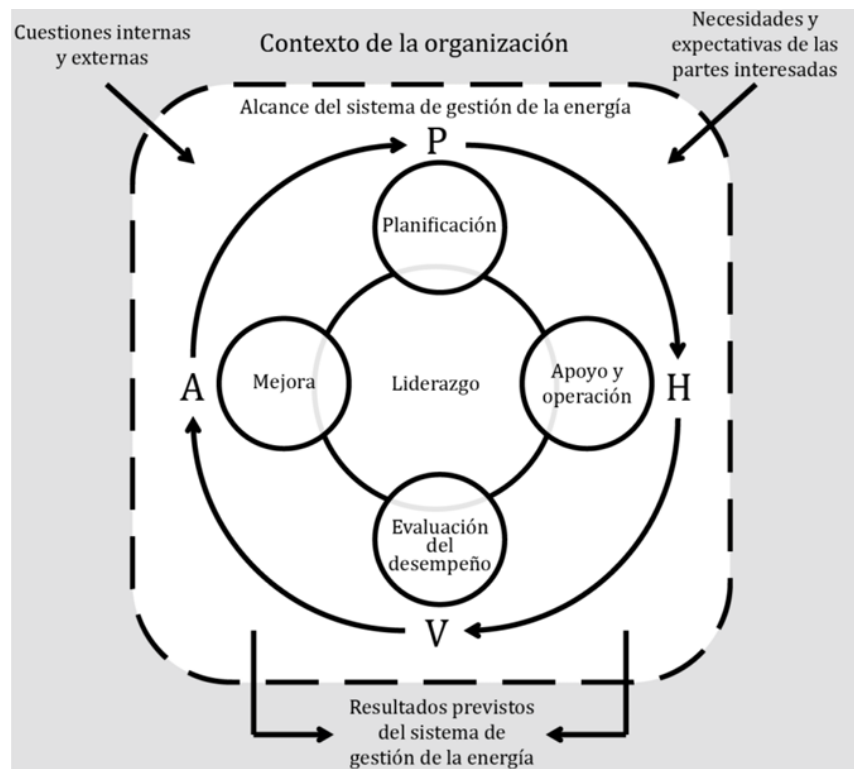 Cuestiones internas
y externas
Contexto de la organización
Necesidades y
expectativas de las
partes interesadas
Alcance del sistema de gestión de la energía
P
Planificación
A
Mejora
Liderazgo
Apoyo y
operación
H
Evaluación
del
desempeño
V
Resultados previstos
del sistema de
gestión de la energía